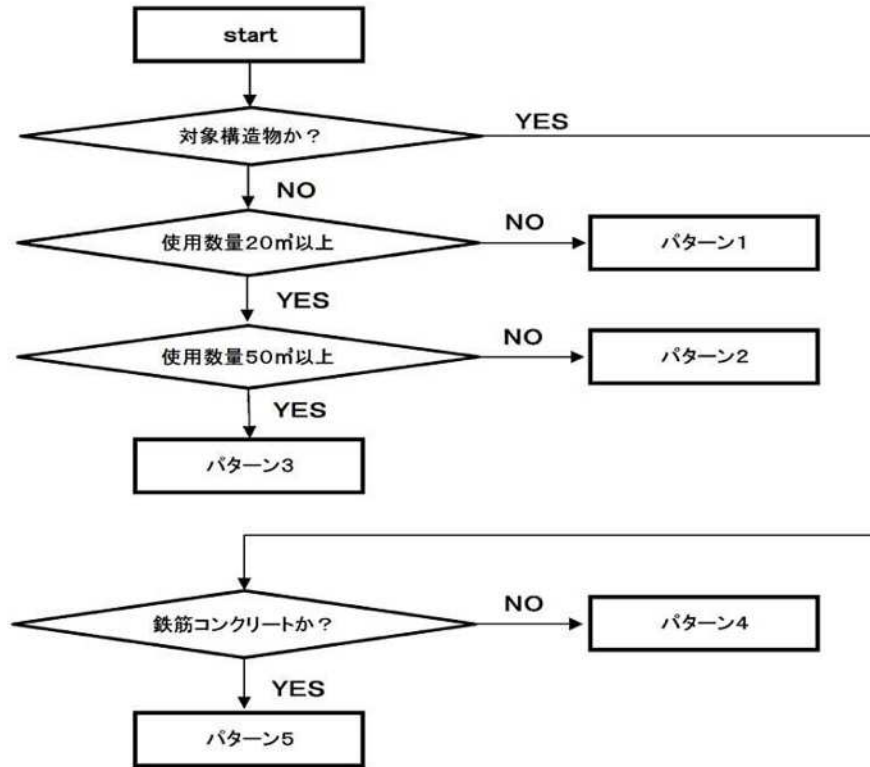 start
対象構造物か？
YES
NO
使用数量20㎥以上
NO
パターン1
YES
使用数量50㎥以上
NO
パターン2
YES
パターン3
鉄筋コンクリートか？
NO
パターン4
YES
パターン5